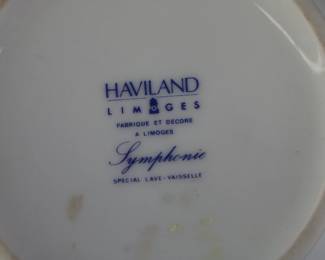 HAVILAND
LIMOGES
FABRIQUE ET DECORE
A LIMOGES
Symphonie
SPECIAL LAVE-VAISSELLE